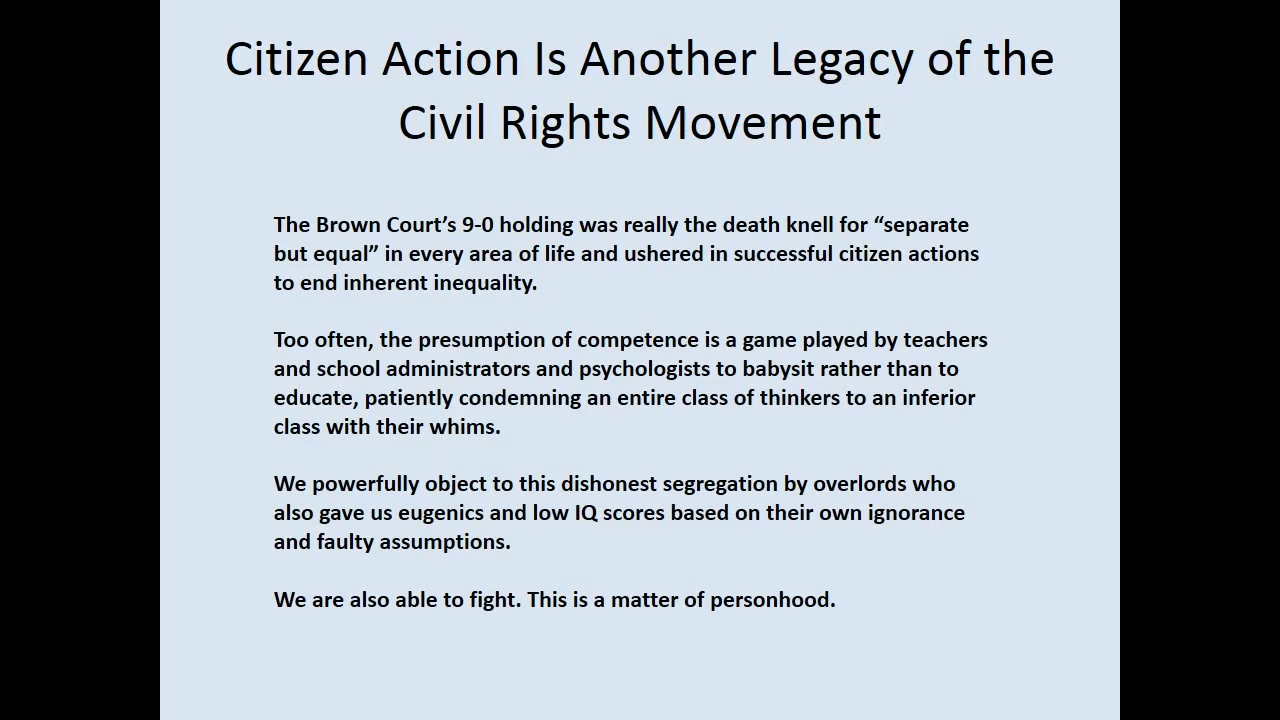 Citizen Action Is Another Legacy of the
Civil Rights Movement
The Brown Court’s 9-0 holding was really the death knell for “separate
but equal” in every area of life and ushered in successful citizen actions
to end inherent inequality.
Too often, the presumption of competence is a game played by teachers
and school administrators and psychologists to babysit rather than to
educate, patiently condemning an entire class of thinkers to an inferior
class with their whims.
We powerfully object to this dishonest segregation by overlords who
also gave us eugenics and low IQ scores based on their own ignorance
and faulty assumptions.
We are also able to fight. This is a matter of personhood.